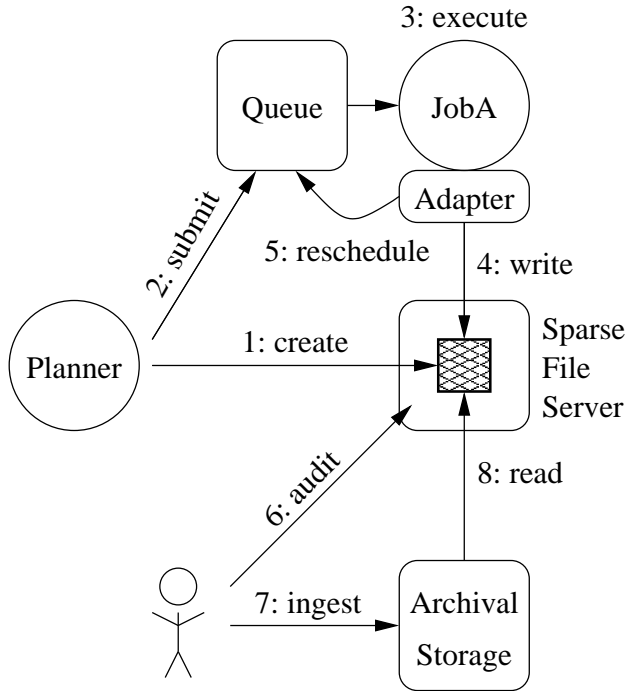 3: execute
Queue
JobA
Adapter
2: submit
5: reschedule
4: write
Planner
1: create
Sparse
File
Server
6: audit
8: read
7: ingest
Archival
Storage